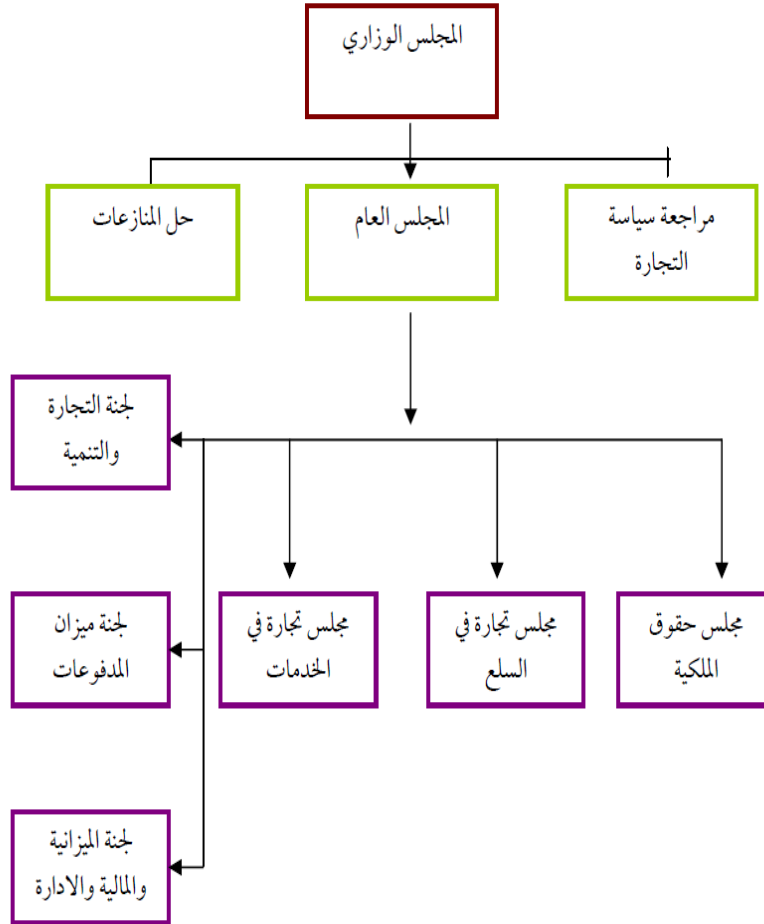 المجلس الوزاري
مراجعة سياسة
التجارة
المجلس العام
حل المنازعات
لجنة التجارة
والتنمية
مجلس حقوق
الملكية
مجلس تجارة في
السلع
مجلس تجارة في
الخدمات
لجنة ميزان
المدفوعات
لجنة الميزانية
والمالية والادارة